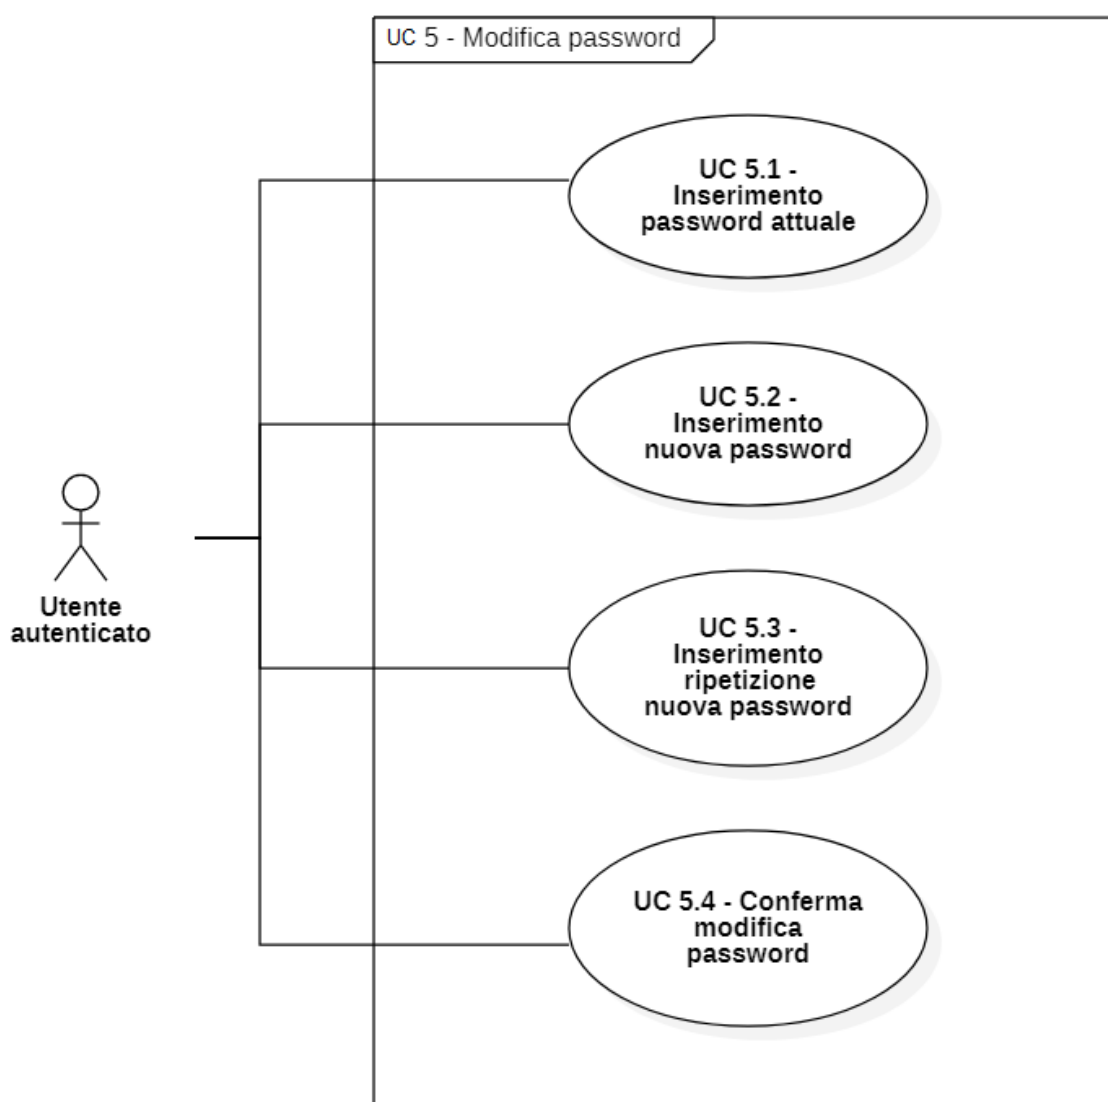 UC 5 - Modifica password
UC 5.1 -
Inserimento
password attuale
UC 5.2 -
Inserimento
nuova password
Utente
autenticato
UC 5.3 -
Inserimento
ripetizione
nuova password
UC 5.4 - Conferma
modifica
password